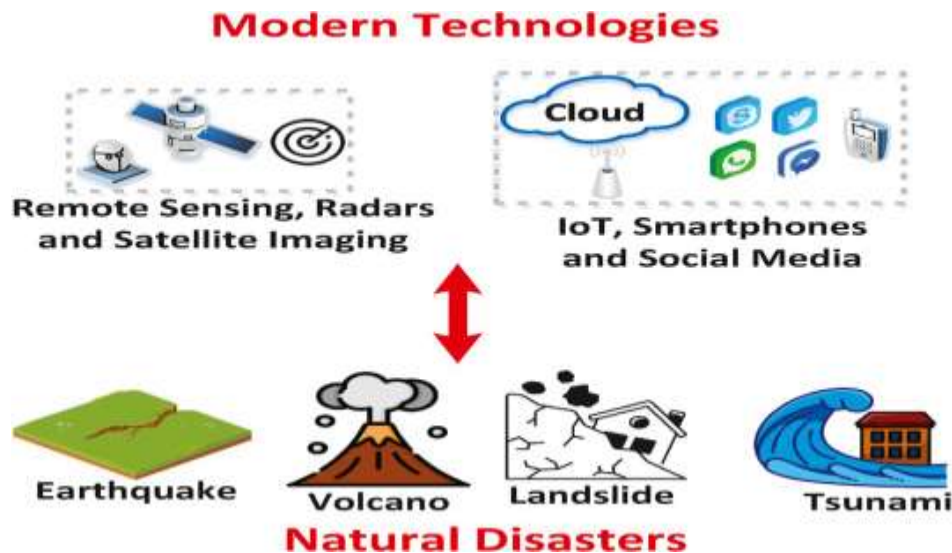 Modern Technologies
Cloud
Remote Sensing, Radars
and Satellite Imaging
IoT, Smartphones
and Social Media
Earthquake
Volcano
Landslide
Tsunami
Natural Disasters